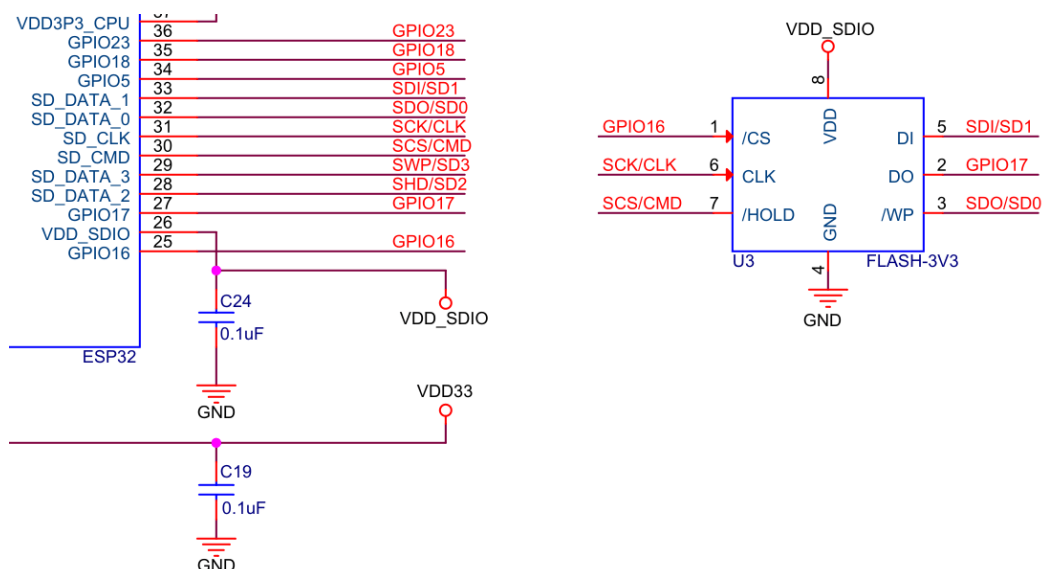 37
VDD3P3_CPU
36
GPIO23
GPIO23
35
GPIO18
GPIO18
34
GPIO5
GPIO5
33
SD_DATA_1
SDI/SD1
32
SD_DATA_0
SDO/SD0
31
SD_CLK
SCK/CLK
30
SD_CMD
SCS/CMD
29
SD_DATA_3
SWP/SD3
28
SD_DATA_2
SHD/SD2
27
GPIO17
GPIO17
26
VDD_SDIO
25
GPIO16
GPIO16
C24
0.1uF
VDD_SDIO
ESP32
GND
VDD33
C19
0.1uF
GND
VDD_SDIO
8
VDD
GPIO16
1
/CS
DI
5
SDI/SD1
SCK/CLK
6
CLK
DO
2
GPIO17
SCS/CMD
7
/HOLD
/WP
3
SDO/SD0
GND
4
U3
FLASH-3V3
GND